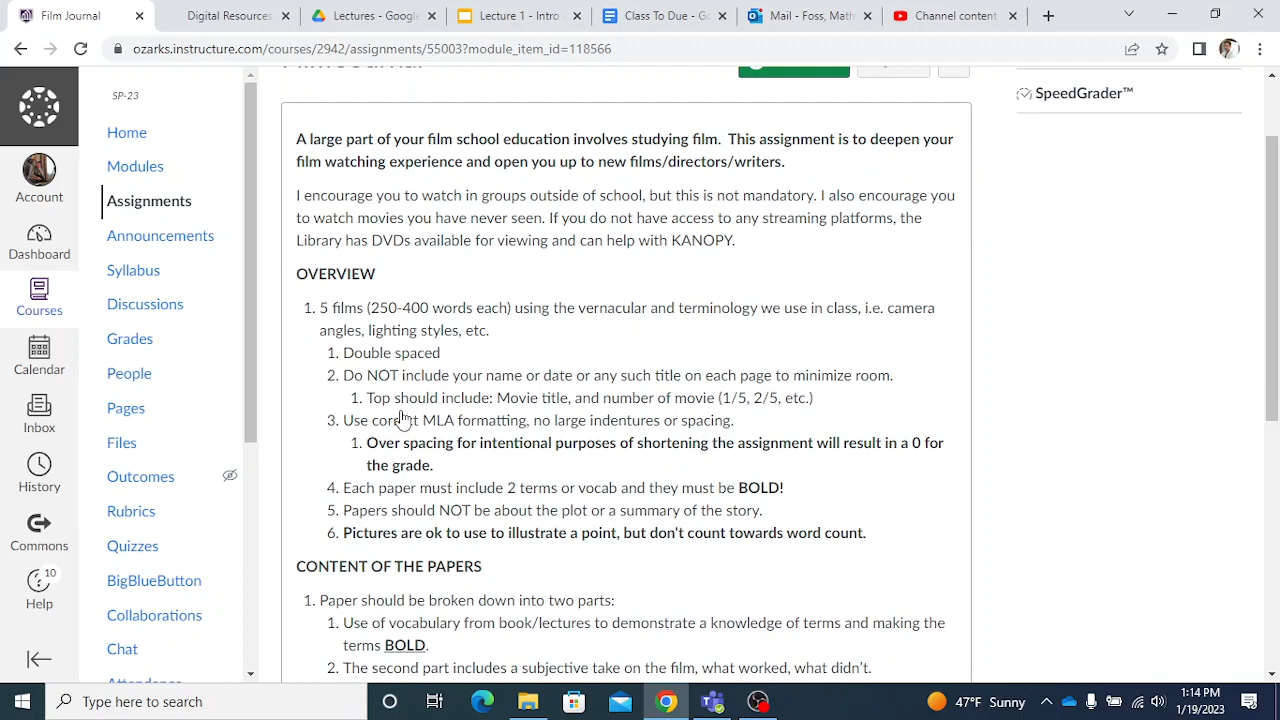 Film Journal
Digital Resources
Lectures - Google
Lecture 1 - Intro
Class To Due - Go
Mail - Foss, Math
Channel content
ozarks.instructure.com/courses/2942/assignments/55003?module_item_id=118566
SP-23
Home
Modules
Assignments
Announcements
Syllabus
Discussions
Grades
People
Pages
Files
Outcomes
Rubrics
Quizzes
BigBlueButton
Collaborations
Chat
Attendance
Account
Dashboard
Courses
Calendar
Inbox
History
Commons
10
Help
SpeedGrader™
A large part of your film school education involves studying film. This assignment is to deepen your
film watching experience and open you up to new films/directors/writers.
I encourage you to watch in groups outside of school, but this is not mandatory. I also encourage you
to watch movies you have never seen. If you do not have access to any streaming platforms, the
Library has DVDs available for viewing and can help with KANOPY.
OVERVIEW
1. 5 films (250-400 words each) using the vernacular and terminology we use in class, i.e. camera
angles, lighting styles, etc.
1. Double spaced
2. Do NOT include your name or date or any such title on each page to minimize room.
1. Top should include: Movie title, and number of movie (1/5, 2/5, etc.)
3. Use correct MLA formatting, no large indentures or spacing.
1. Over spacing for intentional purposes of shortening the assignment will result in a 0 for
the grade.
4. Each paper must include 2 terms or vocab and they must be BOLD!
5. Papers should NOT be about the plot or a summary of the story.
6. Pictures are ok to use to illustrate a point, but don't count towards word count.
CONTENT OF THE PAPERS
1. Paper should be broken down into two parts:
1. Use of vocabulary from book/lectures to demonstrate a knowledge of terms and making the
terms BOLD.
2. The second part includes a subjective take on the film, what worked, what didn't.
Type here to search
47°F Sunny
1:14 PM
1/19/2023